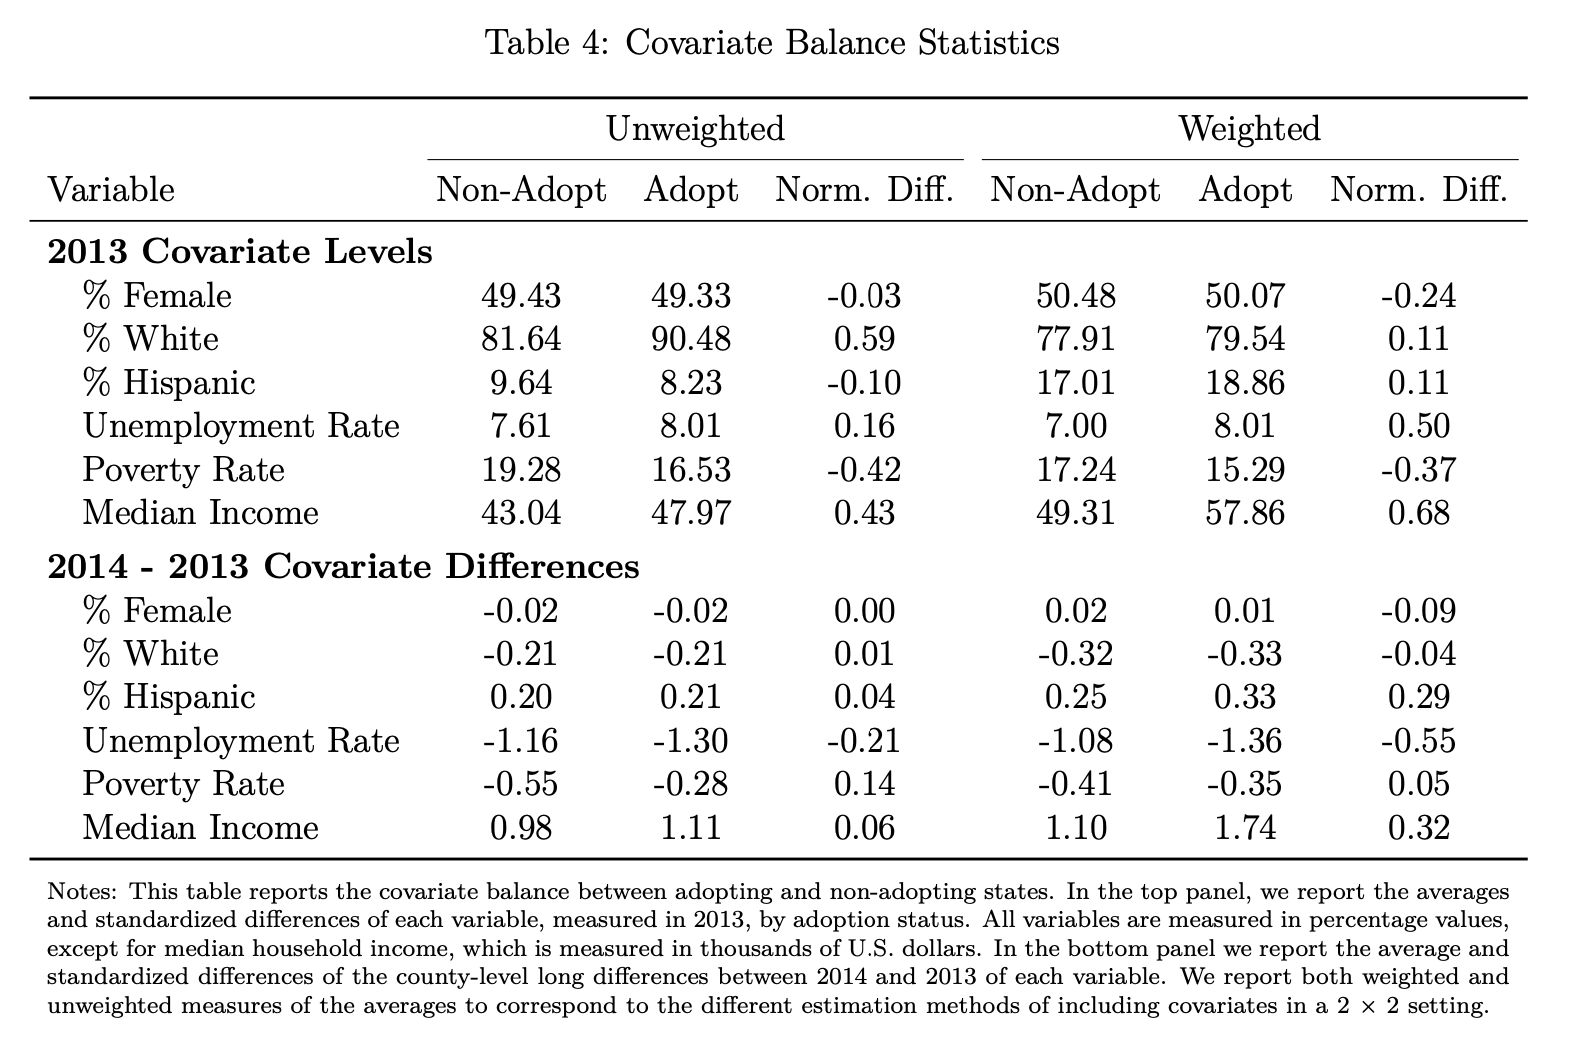 Table 4: Covariate Balance Statistics
Unweighted Weighted
Variable Non-Adopt Adopt Norm. Diff. Non-Adopt Adopt Norm. Diff.
2013 Covariate Levels
% Female 49.43 49.33 -0.03 50.48 50.07 -0.24
% White 81.64 90.48 0.59 77.91 79.54 0.11
% Hispanic 9.64 8.23 -0.10 17.01 18.86 0.11
Unemployment Rate 7.61 8.01 0.16 7.00 8.01 0.50
Poverty Rate 19.28 16.53 -0.42 17.24 15.29 -0.37
Median Income 43.04 47.97 0.43 49.31 57.86 0.68
2014 - 2013 Covariate Differences
% Female -0.02 -0.02 0.00 0.02 0.01 -0.09
% White -0.21 -0.21 0.01 -0.32 -0.33 -0.04
% Hispanic 0.20 0.21 0.04 0.25 0.33 0.29
Unemployment Rate -1.16 -1.30 -0.21 -1.08 -1.36 -0.55
Poverty Rate -0.55 -0.28 0.14 -0.41 -0.35 0.05
Median Income 0.98 1.11 0.06 1.10 1.74 0.32
Notes: This table reports the covariate balance between adopting and non-adopting states. In the top panel, we report the averages
and standardized differences of each variable, measured in 2013, by adoption status. All variables are measured in percentage values,
except for median household income, which is measured in thousands of U.S. dollars. In the bottom panel we report the average and
standardized differences of the county-level long differences between 2014 and 2013 of each variable. We report both weighted and
unweighted measures of the averages to correspond to the different estimation methods of including covariates in a 2 × 2 setting.